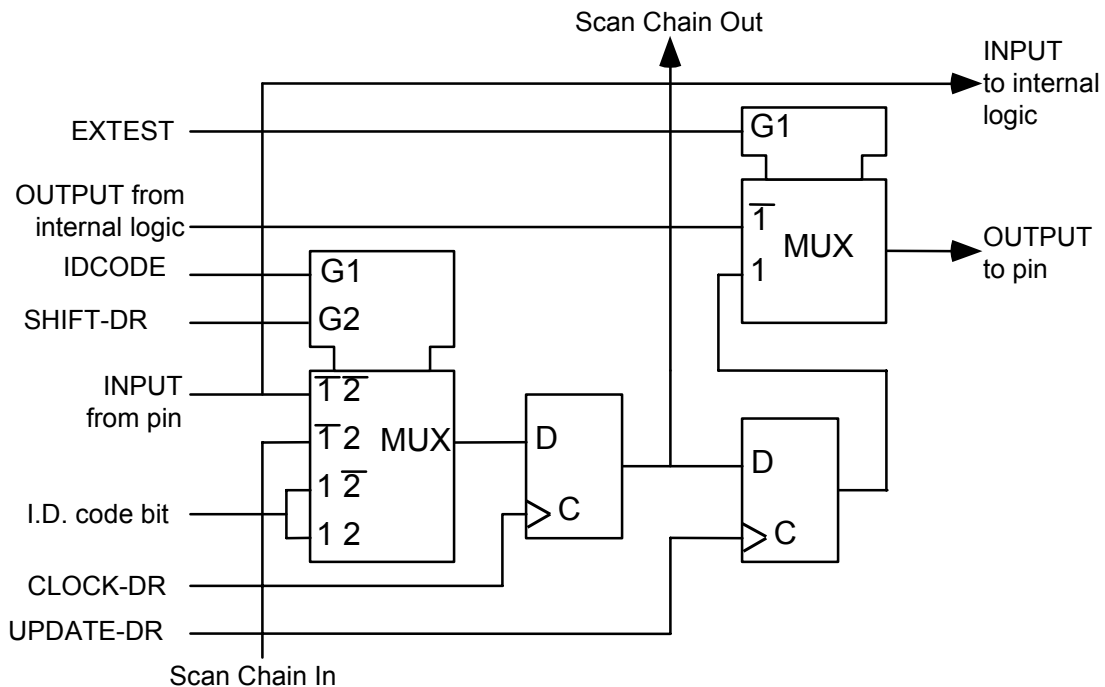 Scan Chain Out
INPUT
to internal
logic
EXTEST
G1
OUTPUT from
internal logic
1̅
MUX
1
OUTPUT
to pin
IDCODE
G1
SHIFT-DR
G2
INPUT
from pin
1̅ 2̅
1̅ 2
MUX
1 2̅
1 2
D
C
D
C
I.D. code bit
CLOCK-DR
UPDATE-DR
Scan Chain In